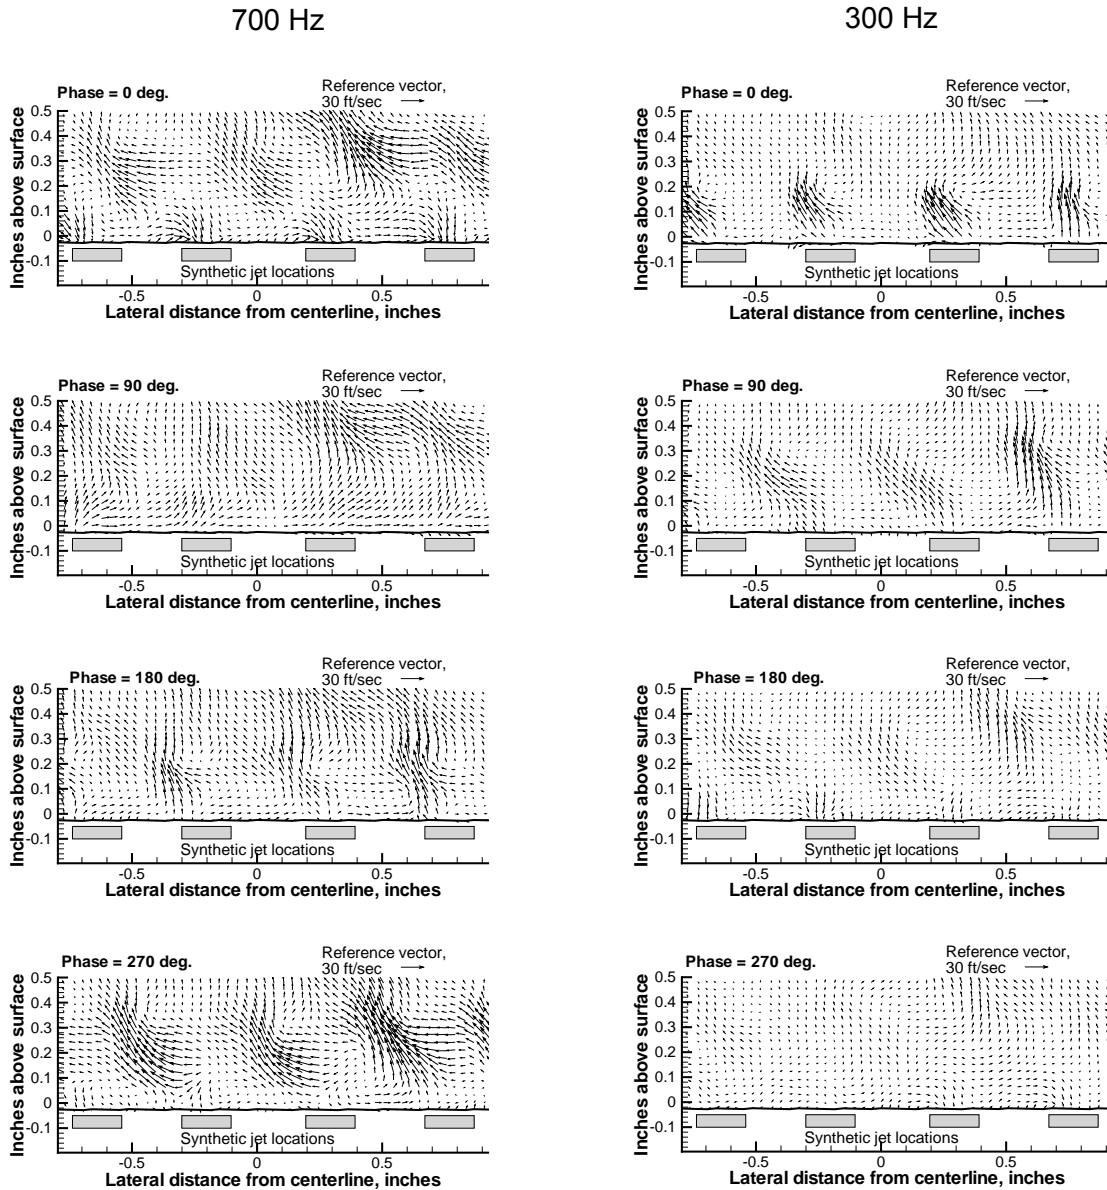 700 Hz
300 Hz
Phase = 0 deg.
Reference vector,
30 ft/sec
Inches above surface
0.5
0.4
0.3
0.2
0.1
0
-0.1
Synthetic jet locations
-0.5
0
0.5
Lateral distance from centerline, inches
Phase = 0 deg.
Reference vector,
30 ft/sec
Inches above surface
0.5
0.4
0.3
0.2
0.1
0
-0.1
Synthetic jet locations
-0.5
0
0.5
Lateral distance from centerline, inches
Phase = 90 deg.
Reference vector,
30 ft/sec
Inches above surface
0.5
0.4
0.3
0.2
0.1
0
-0.1
Synthetic jet locations
-0.5
0
0.5
Lateral distance from centerline, inches
Phase = 90 deg.
Reference vector,
30 ft/sec
Inches above surface
0.5
0.4
0.3
0.2
0.1
0
-0.1
Synthetic jet locations
-0.5
0
0.5
Lateral distance from centerline, inches
Phase = 180 deg.
Reference vector,
30 ft/sec
Inches above surface
0.5
0.4
0.3
0.2
0.1
0
-0.1
Synthetic jet locations
-0.5
0
0.5
Lateral distance from centerline, inches
Phase = 180 deg.
Reference vector,
30 ft/sec
Inches above surface
0.5
0.4
0.3
0.2
0.1
0
-0.1
Synthetic jet locations
-0.5
0
0.5
Lateral distance from centerline, inches
Phase = 270 deg.
Reference vector,
30 ft/sec
Inches above surface
0.5
0.4
0.3
0.2
0.1
0
-0.1
Synthetic jet locations
-0.5
0
0.5
Lateral distance from centerline, inches
Phase = 270 deg.
Reference vector,
30 ft/sec
Inches above surface
0.5
0.4
0.3
0.2
0.1
0
-0.1
Synthetic jet locations
-0.5
0
0.5
Lateral distance from centerline, inches